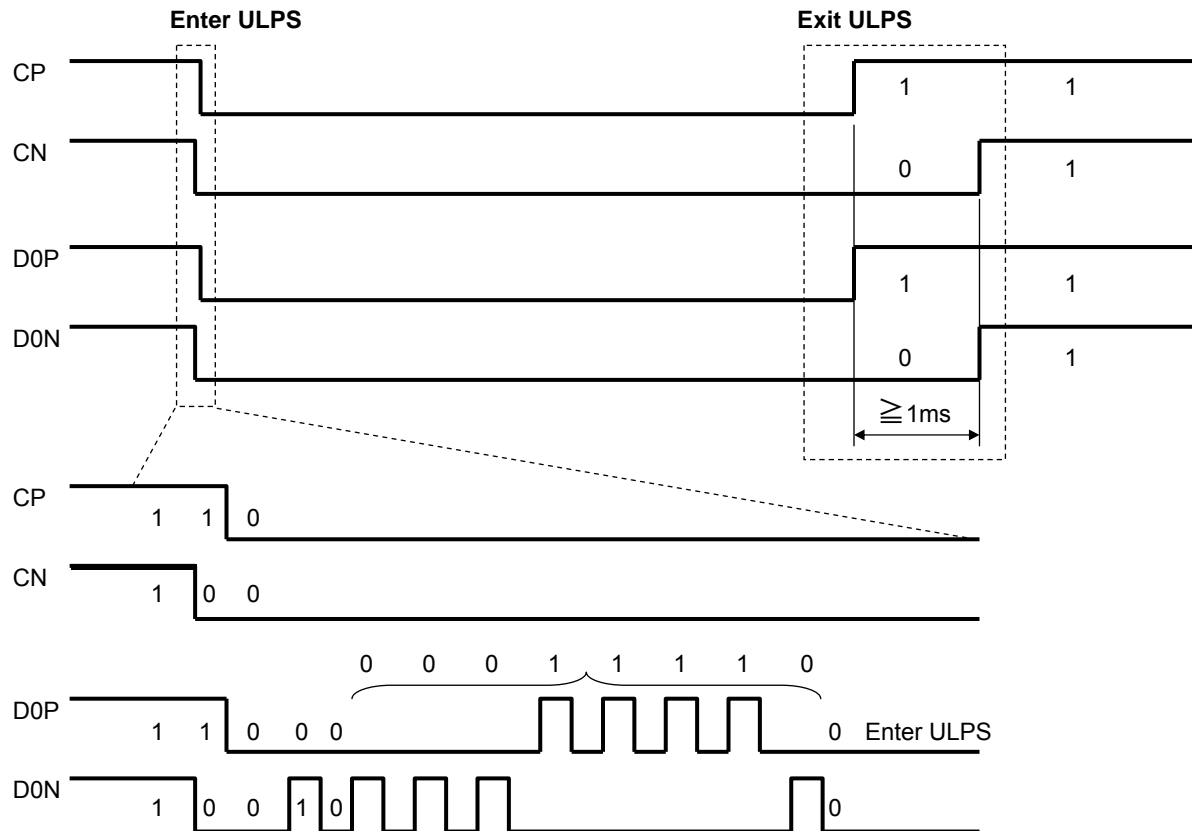 Enter ULPS Exit ULPS
CP 1 1
CN 0 1
D0P 1 1
D0N 0 1
≧1ms
CP 1 1 0
CN 1 0 0
0 0 0 1 1 1 1 0
D0P 1 1 0 0 0 0 Enter ULPS
D0N 1 0 0 1 0 0